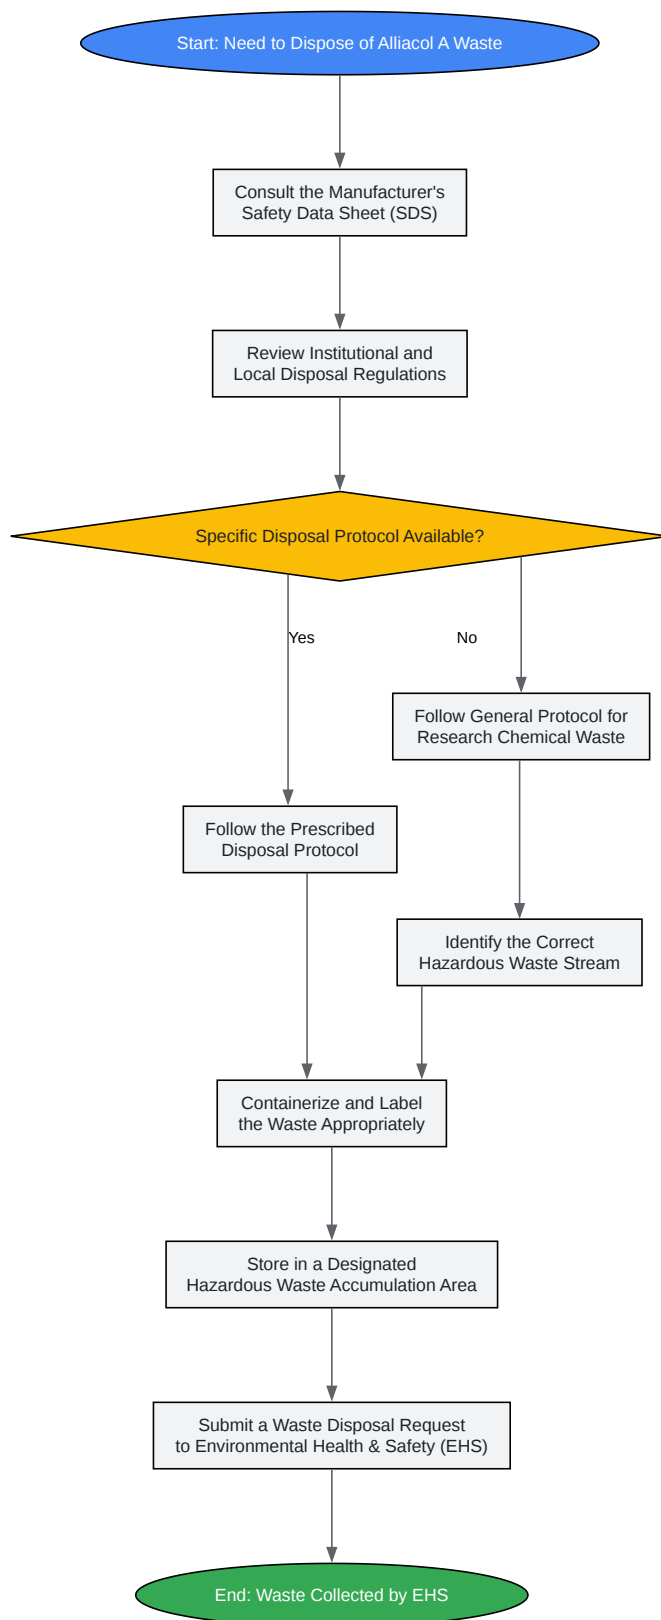 Start: Need to Dispose of Alliacol A Waste
Consult the Manufacturer's
Safety Data Sheet (SDS)
Review Institutional and
Local Disposal Regulations
Specific Disposal Protocol Available?
Yes
No
Follow General Protocol for
Research Chemical Waste
Follow the Prescribed
Disposal Protocol
Identify the Correct
Hazardous Waste Stream
Containerize and Label
the Waste Appropriately
Store in a Designated
Hazardous Waste Accumulation Area
Submit a Waste Disposal Request
to Environmental Health & Safety (EHS)
End: Waste Collected by EHS